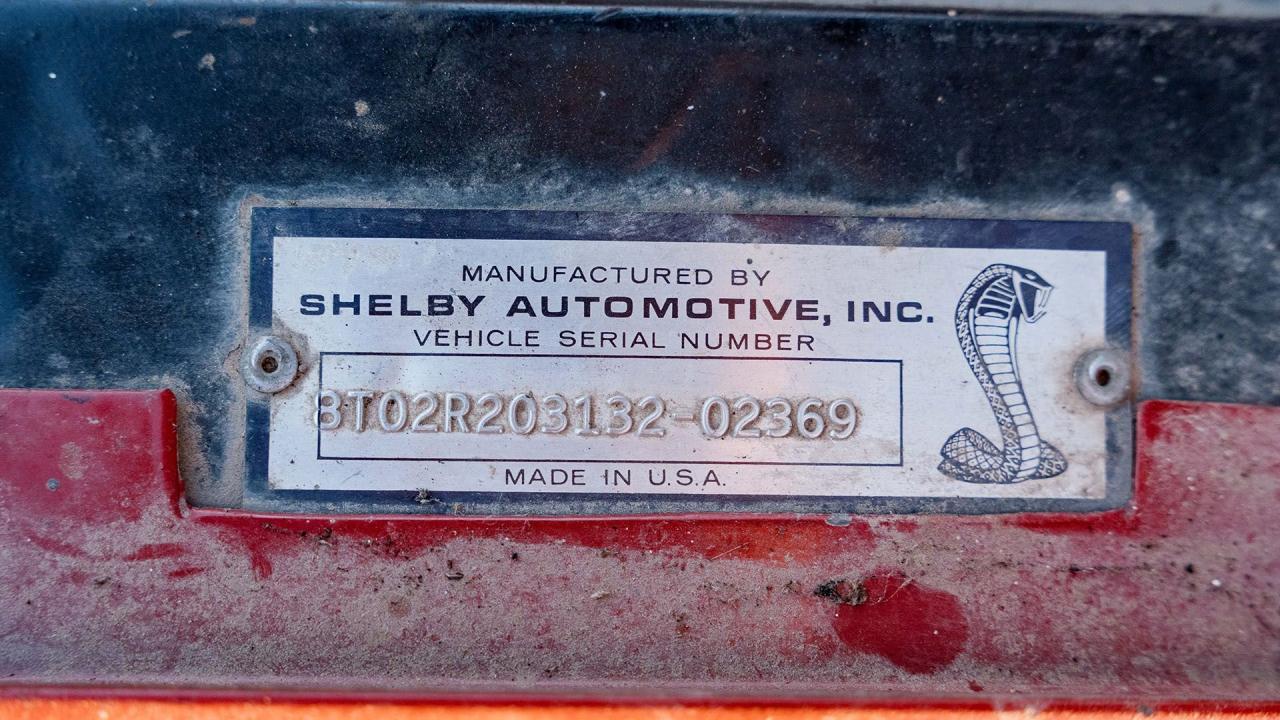 MANUFACTURED BY
SHELBY AUTOMOTIVE, INC.
VEHICLE SERIAL NUMBER
8T02R203132-02369
MADE IN U.S.A.